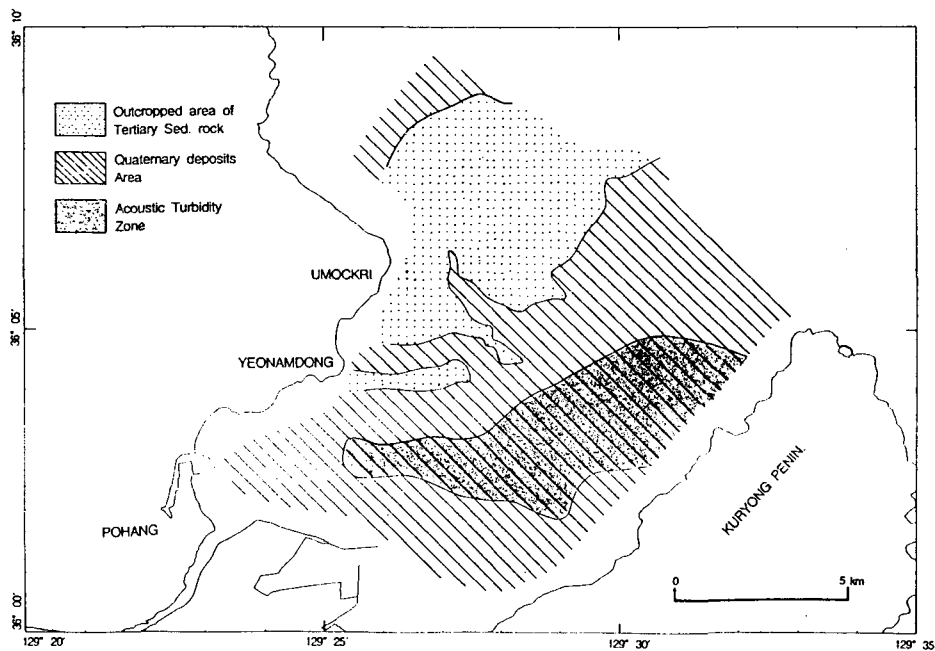 36° 10'
Outcropped area of
Tertiary Sed. rock
Quaternary deposits
Area
Acoustic Turbidity
Zone
UMOCKRI
36° 05'
YEONAMDONG
POHANG
KURYONG PENIN.
0 5 km
36° 00'
129° 20' 129° 25' 129° 30' 129° 35'